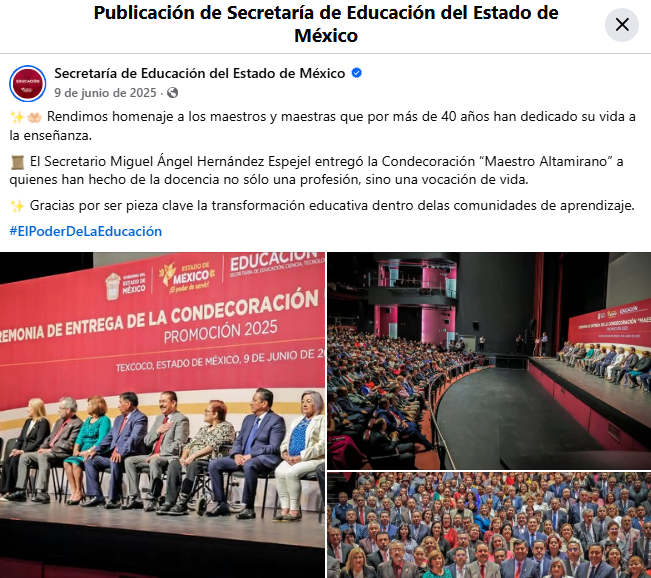 Publicación de Secretaría de Educación del Estado de
México
EDUCACIÓN
Secretaría de Educación del Estado de México
9 de junio de 2025 ·
✨👐🏻 Rendimos homenaje a los maestros y maestras que por más de 40 años han dedicado su vida a
la enseñanza.
📜 El Secretario Miguel Ángel Hernández Espejel entregó la Condecoración “Maestro Altamirano” a
quienes han hecho de la docencia no sólo una profesión, sino una vocación de vida.
✨ Gracias por ser pieza clave la transformación educativa dentro delas comunidades de aprendizaje.
#ElPoderDeLaEducación
GOBIERNO DEL
ESTADO DE
MÉXICO
ESTADO DE
MÉXICO
¡El poder de servir!
EDUCACIÓN
SECRETARÍA DE EDUCACIÓN, CIENCIA, TECNOLO
REMONIA DE ENTREGA DE LA CONDECORACIÓN
PROMOCIÓN 2025
TEXCOCO, ESTADO DE MÉXICO, 9 DE JUNIO DE 20
EDUCACIÓN
CEREMONIA DE ENTREGA DE LA CONDECORACIÓN "MAES
PROMOCIÓN 2025